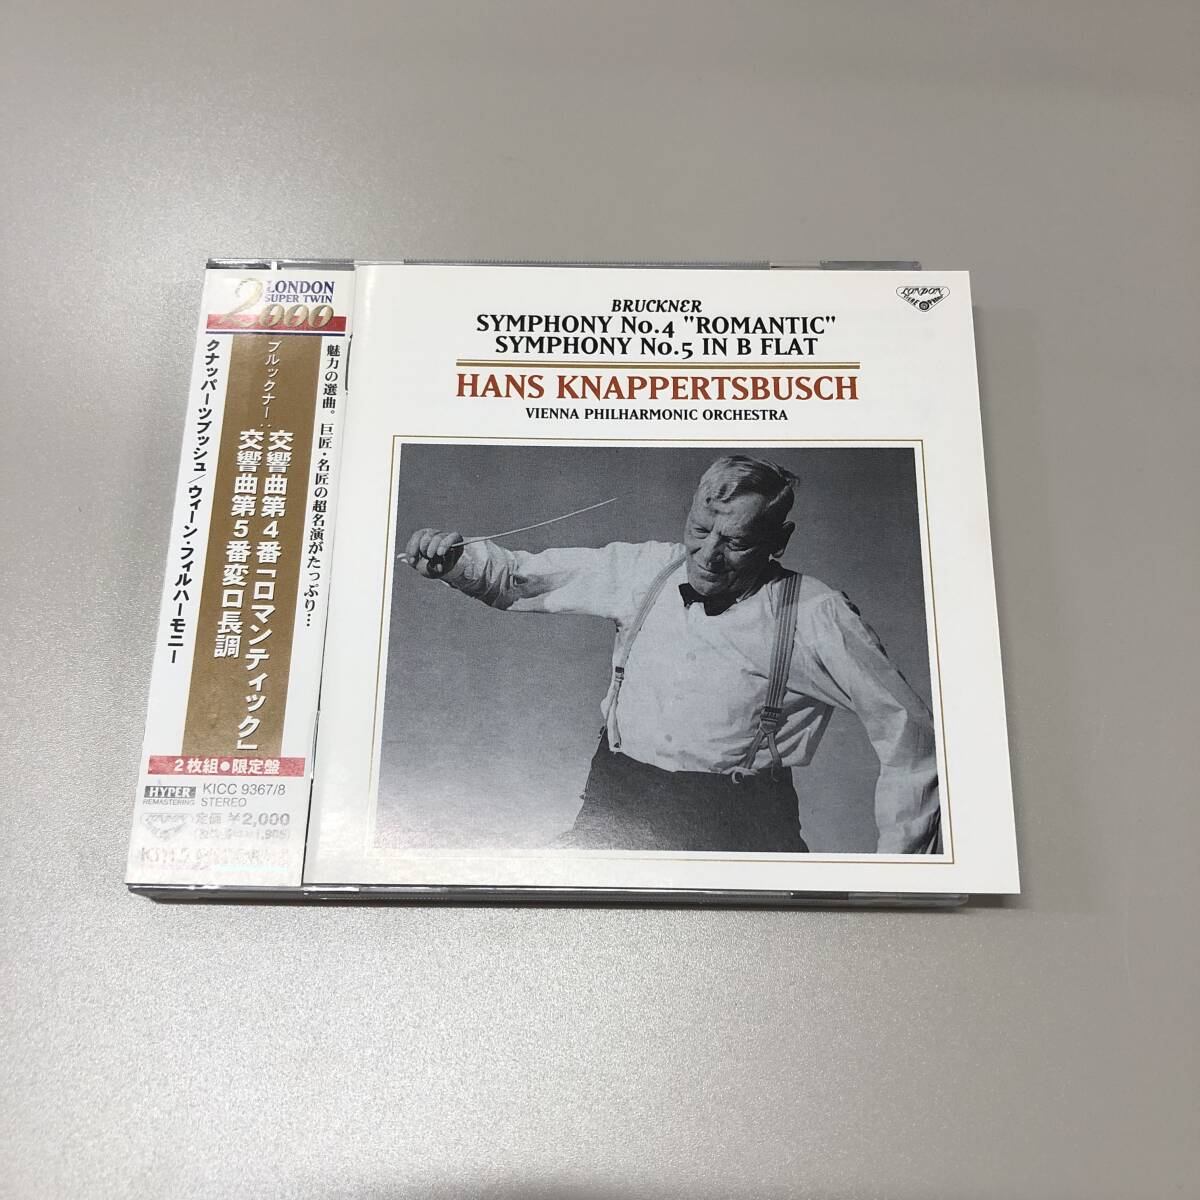 LONDON
SUPER TWIN
2000
魅力の選曲。巨匠・名匠の超名演がたっぷり…
ブルックナー:
交響曲第4番「ロマンティック」
交響曲第5番変ロ長調
クナッパーツブッシュ/ウィーン・フィルハーモニー
2枚組●限定盤
HYPER
REMASTERING
KICC 9367/8
STEREO
定価 ¥2,000
BRUCKNER
SYMPHONY No.4 "ROMANTIC"
SYMPHONY No.5 IN B FLAT
HANS KNAPPERTSBUSCH
VIENNA PHILHARMONIC ORCHESTRA
LONDON